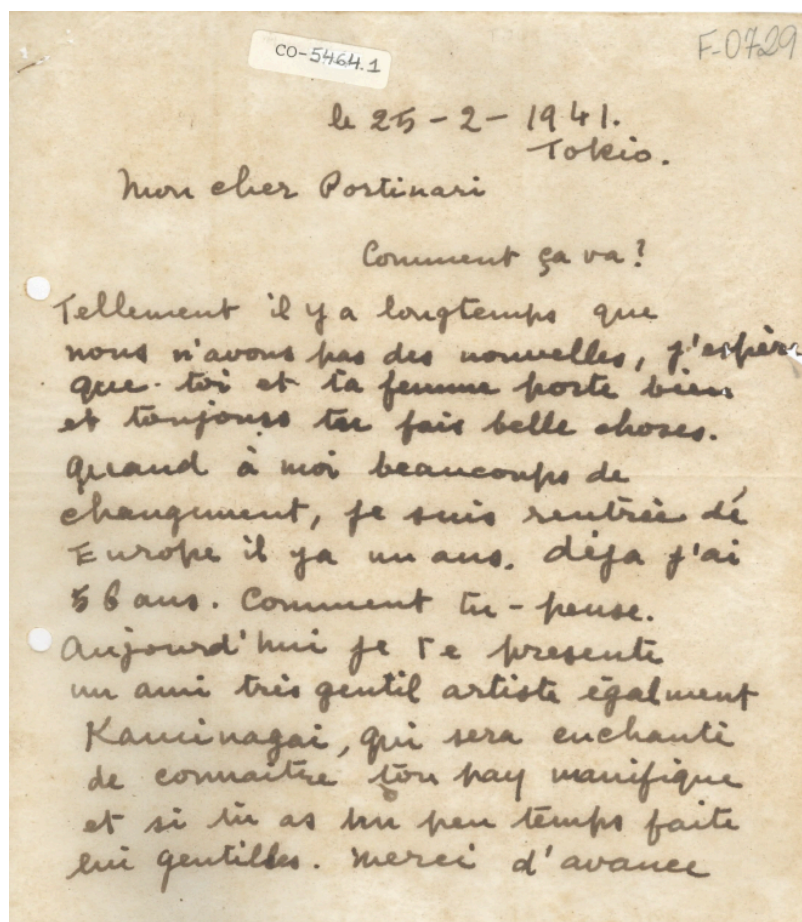 CO-5464.1
F-0729
le 25-2-1941.
Tokio.
Mon cher Portinari
Comment ça va?
Tellement il y a longtemps que
nous n'avons pas des nouvelles, j'espère
que toi et ta femme porte bien
et toujours tu fais belle choses.
Quand à moi beaucoups de
changement, je suis rentrée de
Europe il ya un ans. déja j'ai
56 ans. Comment tu-pense.
Aujourd'hui je te presente
un ami très gentil artiste égalment
Kaminagai, qui sera enchanté
de connaitre ton pay manifique
et si tu as un peu temps faite
lui gentilles. Merci d'avance